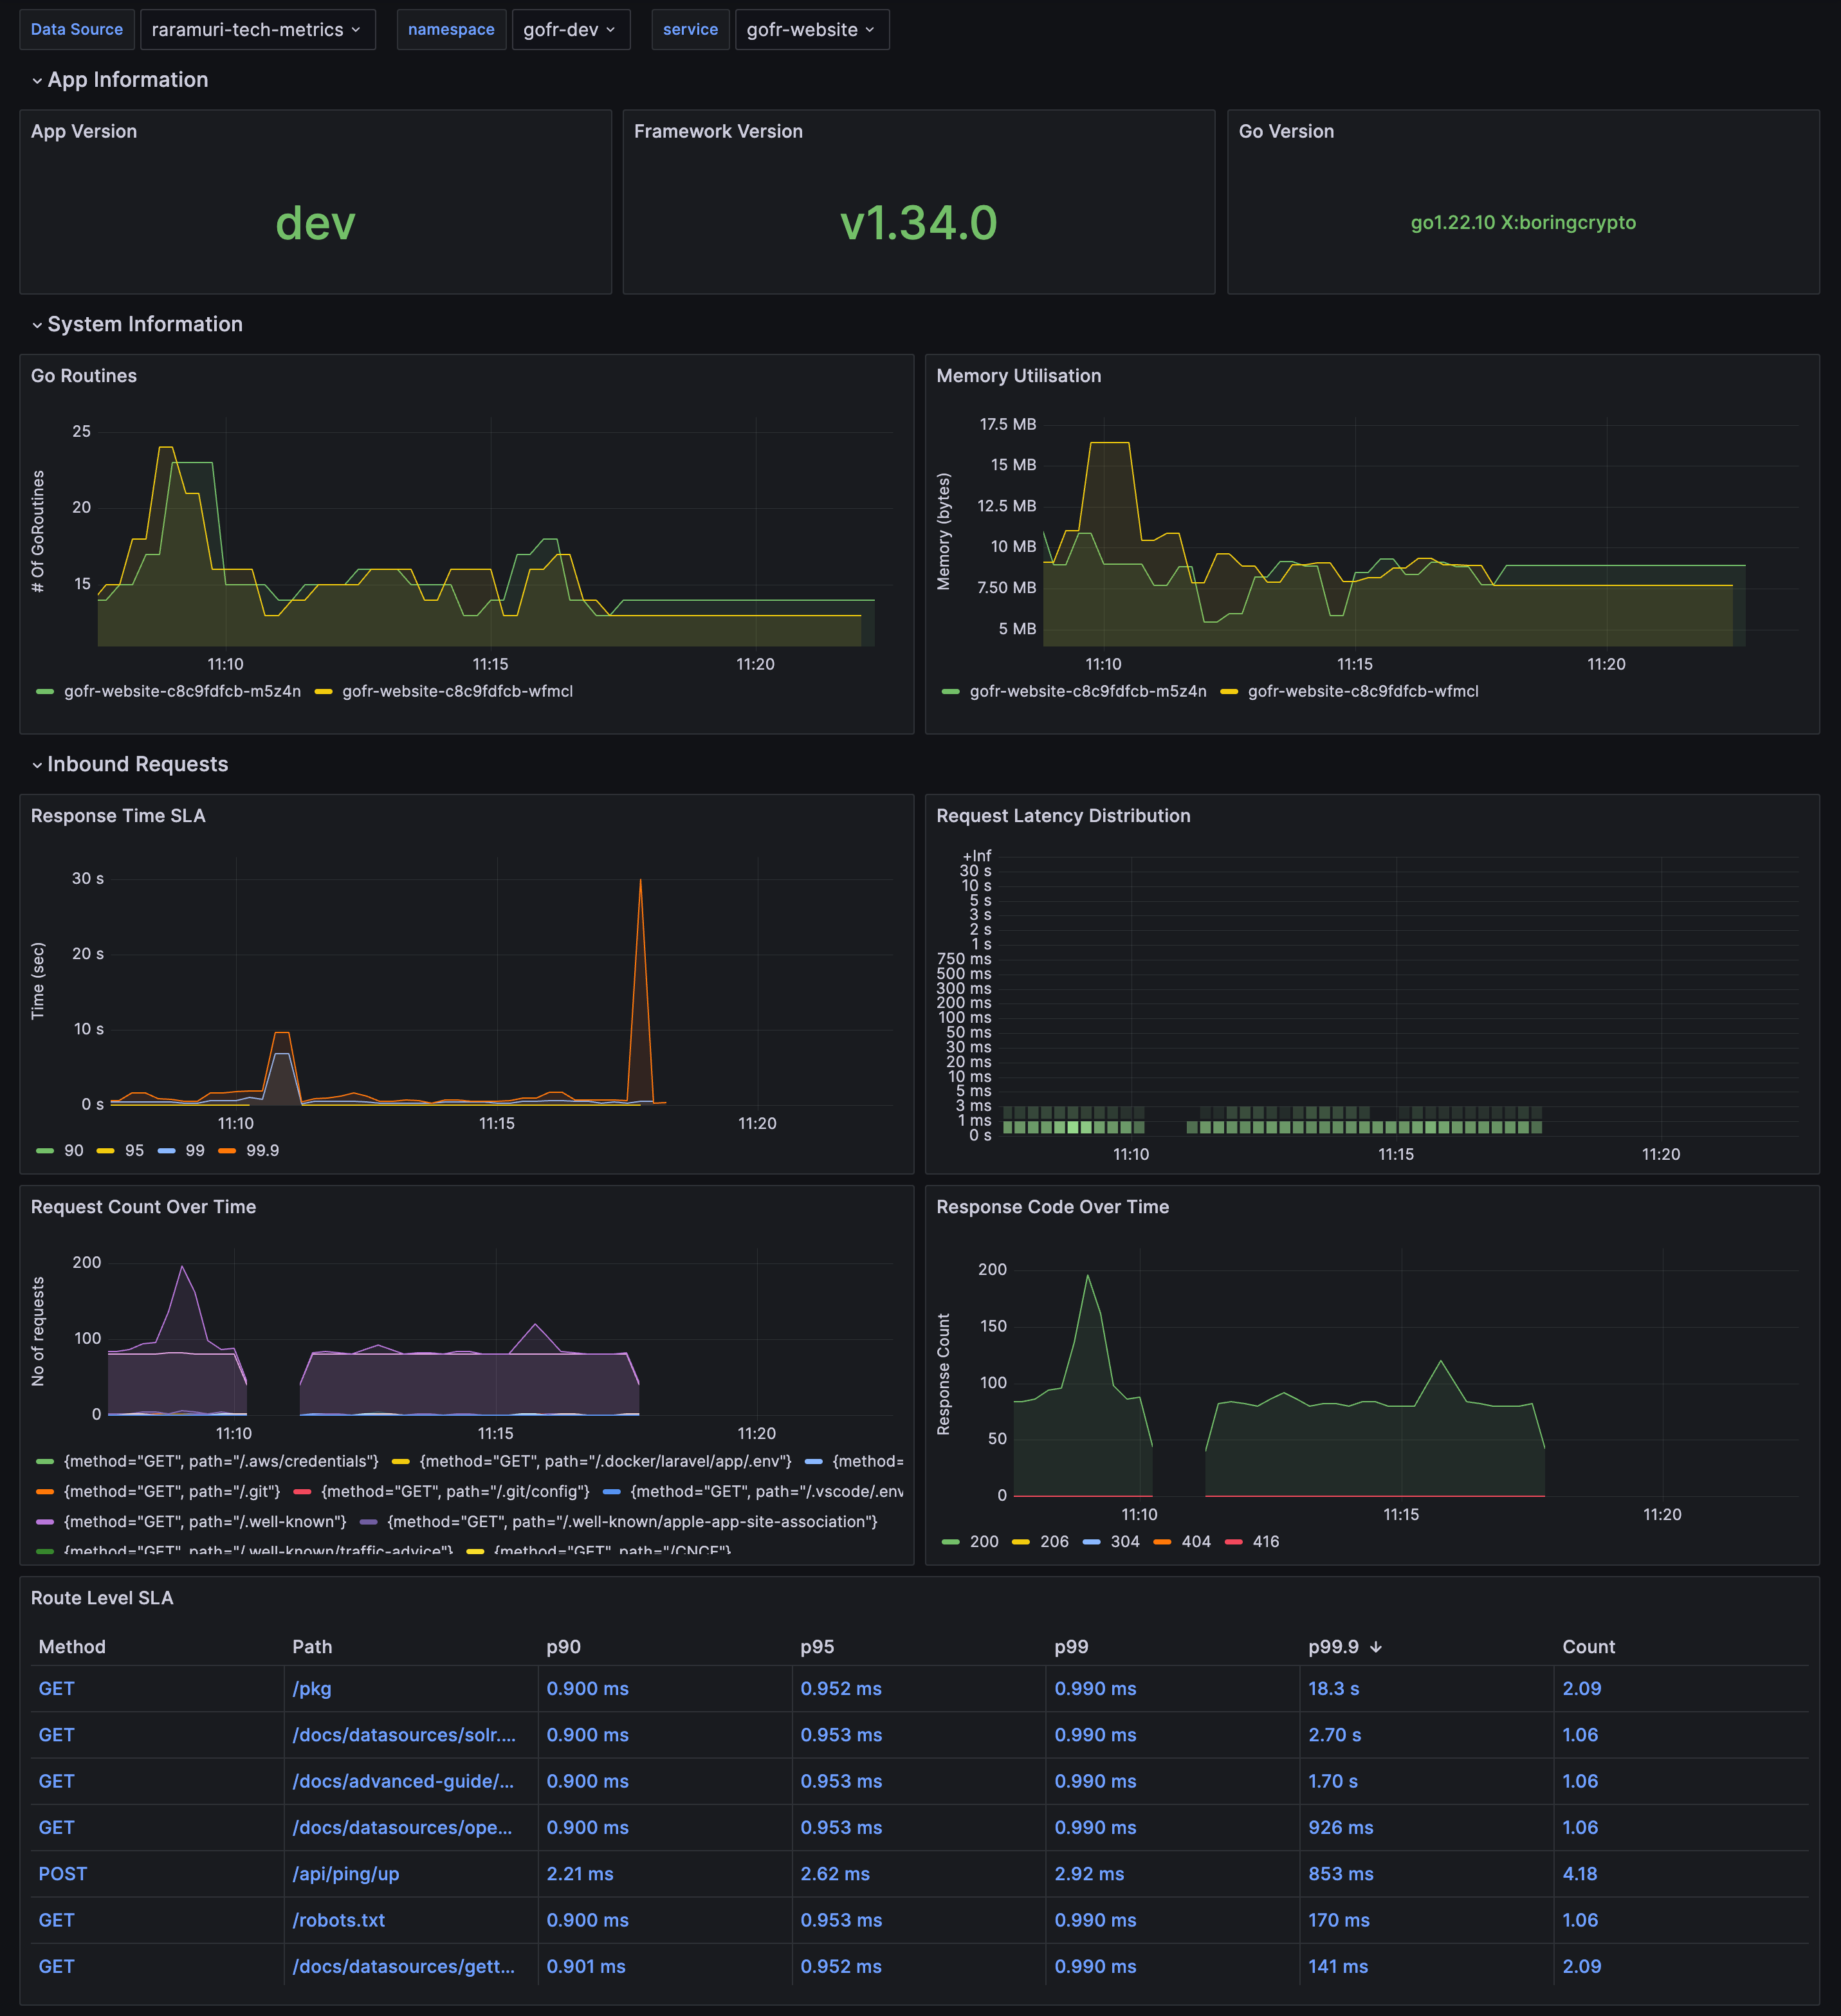 Data Source raramuri-tech-metrics namespace gofr-dev service gofr-website
App Information
App Version
dev
Framework Version
v1.34.0
Go Version
go1.22.10 X:boringcrypto
System Information
Go Routines
# Of GoRoutines
25
20
15
11:10 11:15 11:20
gofr-website-c8c9fdfcb-m5z4n gofr-website-c8c9fdfcb-wfmcl
Memory Utilisation
Memory (bytes)
17.5 MB
15 MB
12.5 MB
10 MB
7.50 MB
5 MB
11:10 11:15 11:20
gofr-website-c8c9fdfcb-m5z4n gofr-website-c8c9fdfcb-wfmcl
Inbound Requests
Response Time SLA
Time (sec)
30 s
20 s
10 s
0 s
11:10 11:15 11:20
90 95 99 99.9
Request Latency Distribution
+Inf
30 s
10 s
5 s
3 s
2 s
1 s
750 ms
500 ms
300 ms
200 ms
100 ms
50 ms
30 ms
20 ms
10 ms
5 ms
3 ms
1 ms
0 s
11:10 11:15 11:20
Request Count Over Time
No of requests
200
100
0
11:10 11:15 11:20
{method="GET", path="/.aws/credentials"} {method="GET", path="/.docker/laravel/app/.env"} {method=
{method="GET", path="/.git"} {method="GET", path="/.git/config"} {method="GET", path="/.vscode/.env
{method="GET", path="/.well-known"} {method="GET", path="/.well-known/apple-app-site-association"}
{method="GET", path="/.well-known/traffic-advice"} {method="GET", path="/CNCF"}
Response Code Over Time
Response Count
200
150
100
50
0
11:10 11:15 11:20
200 206 304 404 416
Route Level SLA
Method Path p90 p95 p99 p99.9 Count
GET /pkg 0.900 ms 0.952 ms 0.990 ms 18.3 s 2.09
GET /docs/datasources/solr.... 0.900 ms 0.953 ms 0.990 ms 2.70 s 1.06
GET /docs/advanced-guide/... 0.900 ms 0.953 ms 0.990 ms 1.70 s 1.06
GET /docs/datasources/ope... 0.900 ms 0.953 ms 0.990 ms 926 ms 1.06
POST /api/ping/up 2.21 ms 2.62 ms 2.92 ms 853 ms 4.18
GET /robots.txt 0.900 ms 0.953 ms 0.990 ms 170 ms 1.06
GET /docs/datasources/gett... 0.901 ms 0.952 ms 0.990 ms 141 ms 2.09